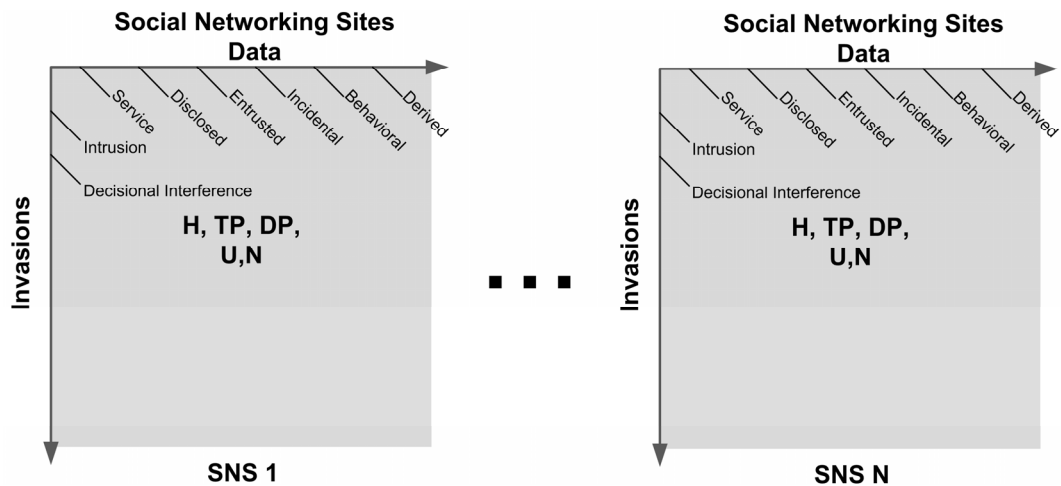 Social Networking Sites
Data
Service
Disclosed
Entrusted
Incidental
Behavioral
Derived
Intrusion
Decisional Interference
Invasions
H, TP, DP,
U,N
SNS 1
Social Networking Sites
Data
Service
Disclosed
Entrusted
Incidental
Behavioral
Derived
Intrusion
Decisional Interference
Invasions
H, TP, DP,
U,N
SNS N